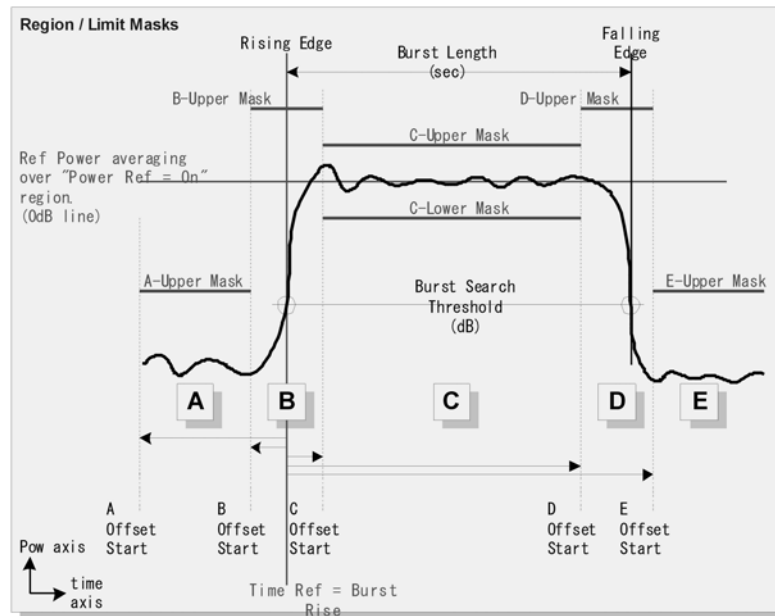 Region / Limit Masks
Rising Edge
Falling
Edge
Burst Length
(sec)
B-Upper Mask
D-Upper Mask
C-Upper Mask
Ref Power averaging
over "Power Ref = On"
region.
(0dB line)
C-Lower Mask
A-Upper Mask
Burst Search
Threshold
(dB)
E-Upper Mask
A
B
C
D
E
A
Offset
Start
B
Offset
Start
C
Offset
Start
D
Offset
Start
E
Offset
Start
Pow axis
time
axis
Time Ref = Burst
Rise